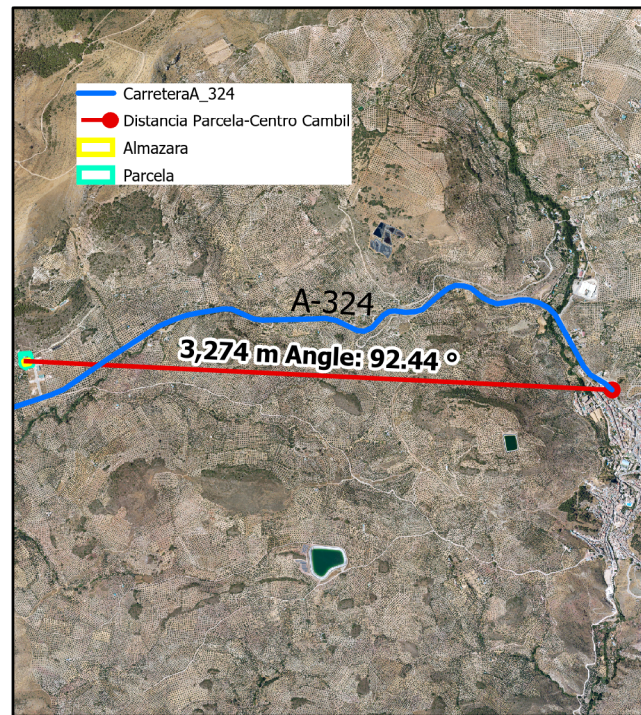 CarreteraA_324
Distancia Parcela-Centro Cambil
Almazara
Parcela
A-324
3,274 m Angle: 92.44 °